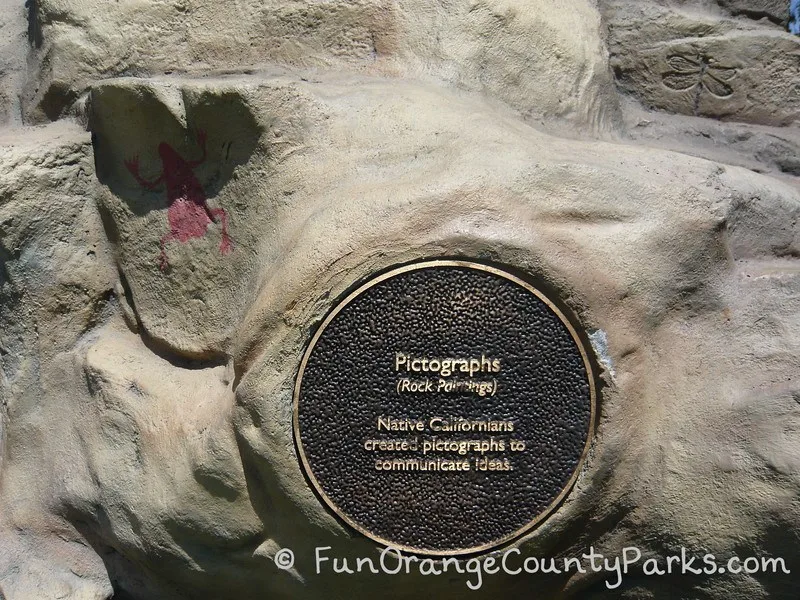 Pictographs
(Rock Paintings)
Native Californians
created pictographs to
communicate ideas.
© FunOrangeCountyParks.com